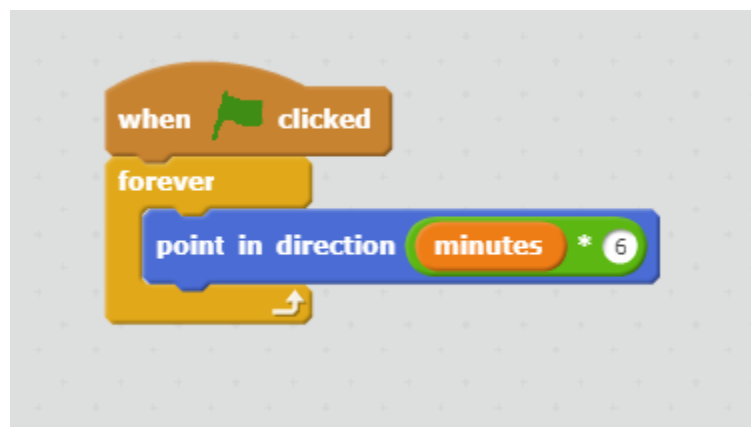 when clicked
forever
point in direction minutes * 6